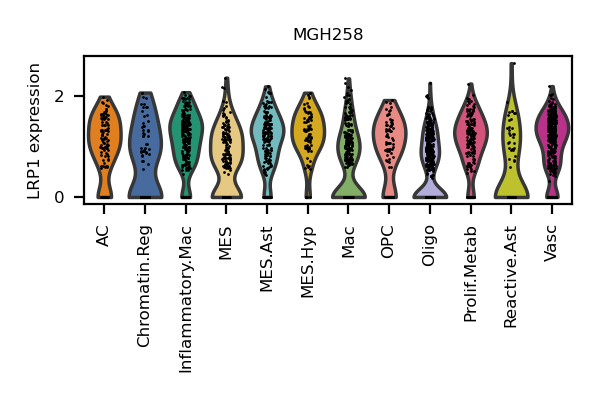 MGH258
LRP1 expression
2
0
AC
Chromatin.Reg
Inflammatory.Mac
MES
MES.Ast
MES.Hyp
Mac
OPC
Oligo
Prolif.Metab
Reactive.Ast
Vasc